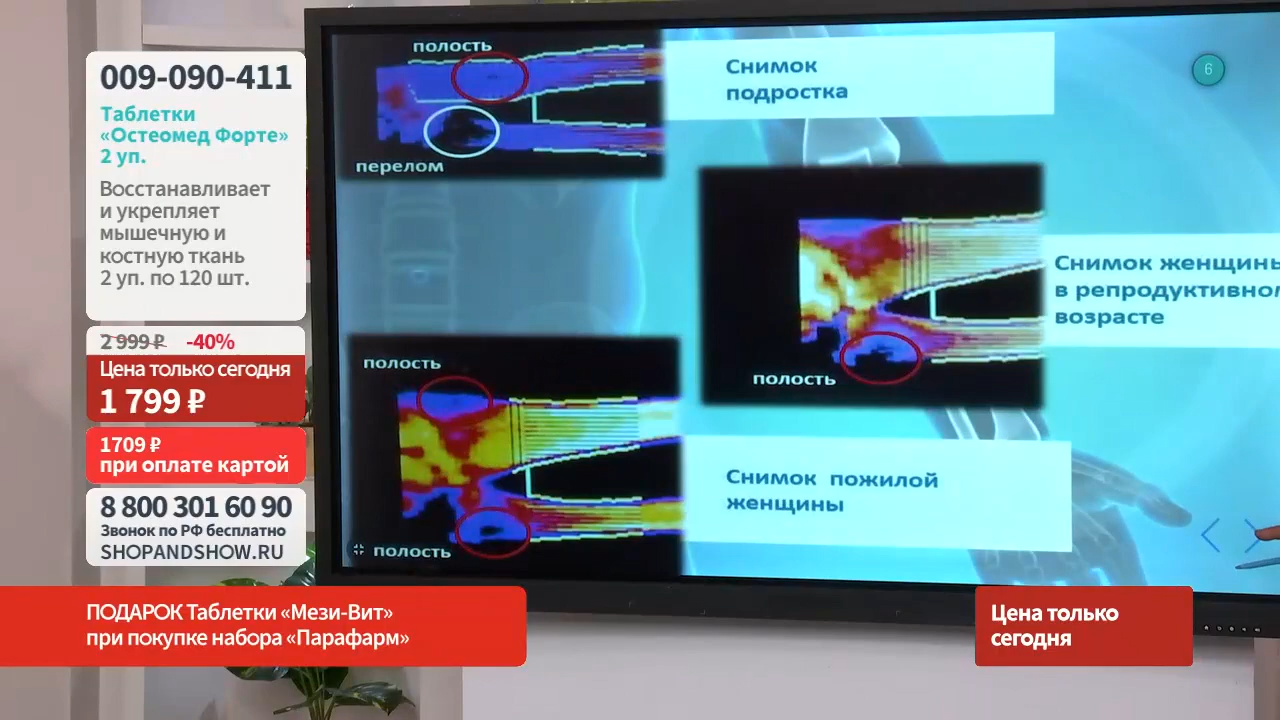 009-090-411
Таблетки
«Остеомед Форте»
2 уп.
Восстанавливает
и укрепляет
мышечную и
костную ткань
2 уп. по 120 шт.
2 999 ₽ -40%
Цена только сегодня
1 799 ₽
1709 ₽
при оплате картой
8 800 301 60 90
Звонок по РФ бесплатно
SHOPANDSHOW.RU
ПОДАРОК Таблетки «Мези-Вит»
при покупке набора «Парафарм»
Цена только
сегодня
полость
перелом
Снимок
подростка
6
полость
Снимок женщины
в репродуктивно
возрасте
полость
полость
Снимок пожилой
женщины